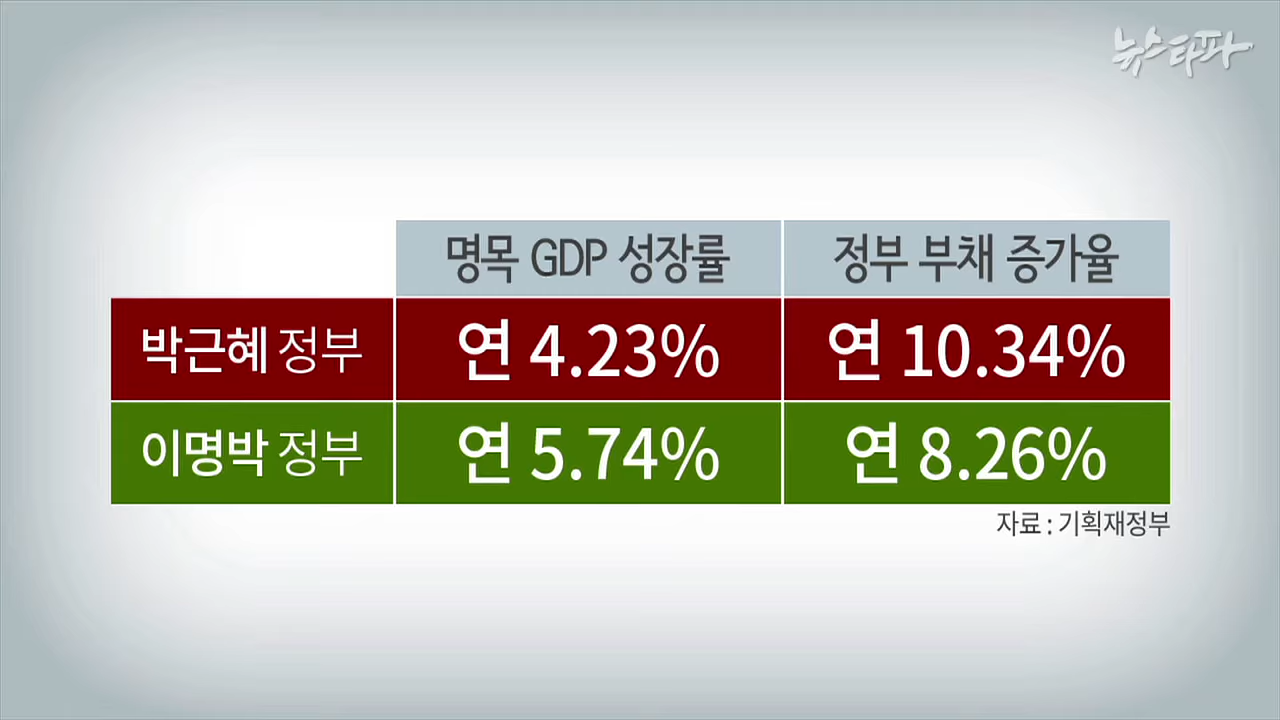 뉴스타파
명목 GDP 성장률 정부 부채 증가율
박근혜 정부 연 4.23% 연 10.34%
이명박 정부 연 5.74% 연 8.26%
자료 : 기획재정부